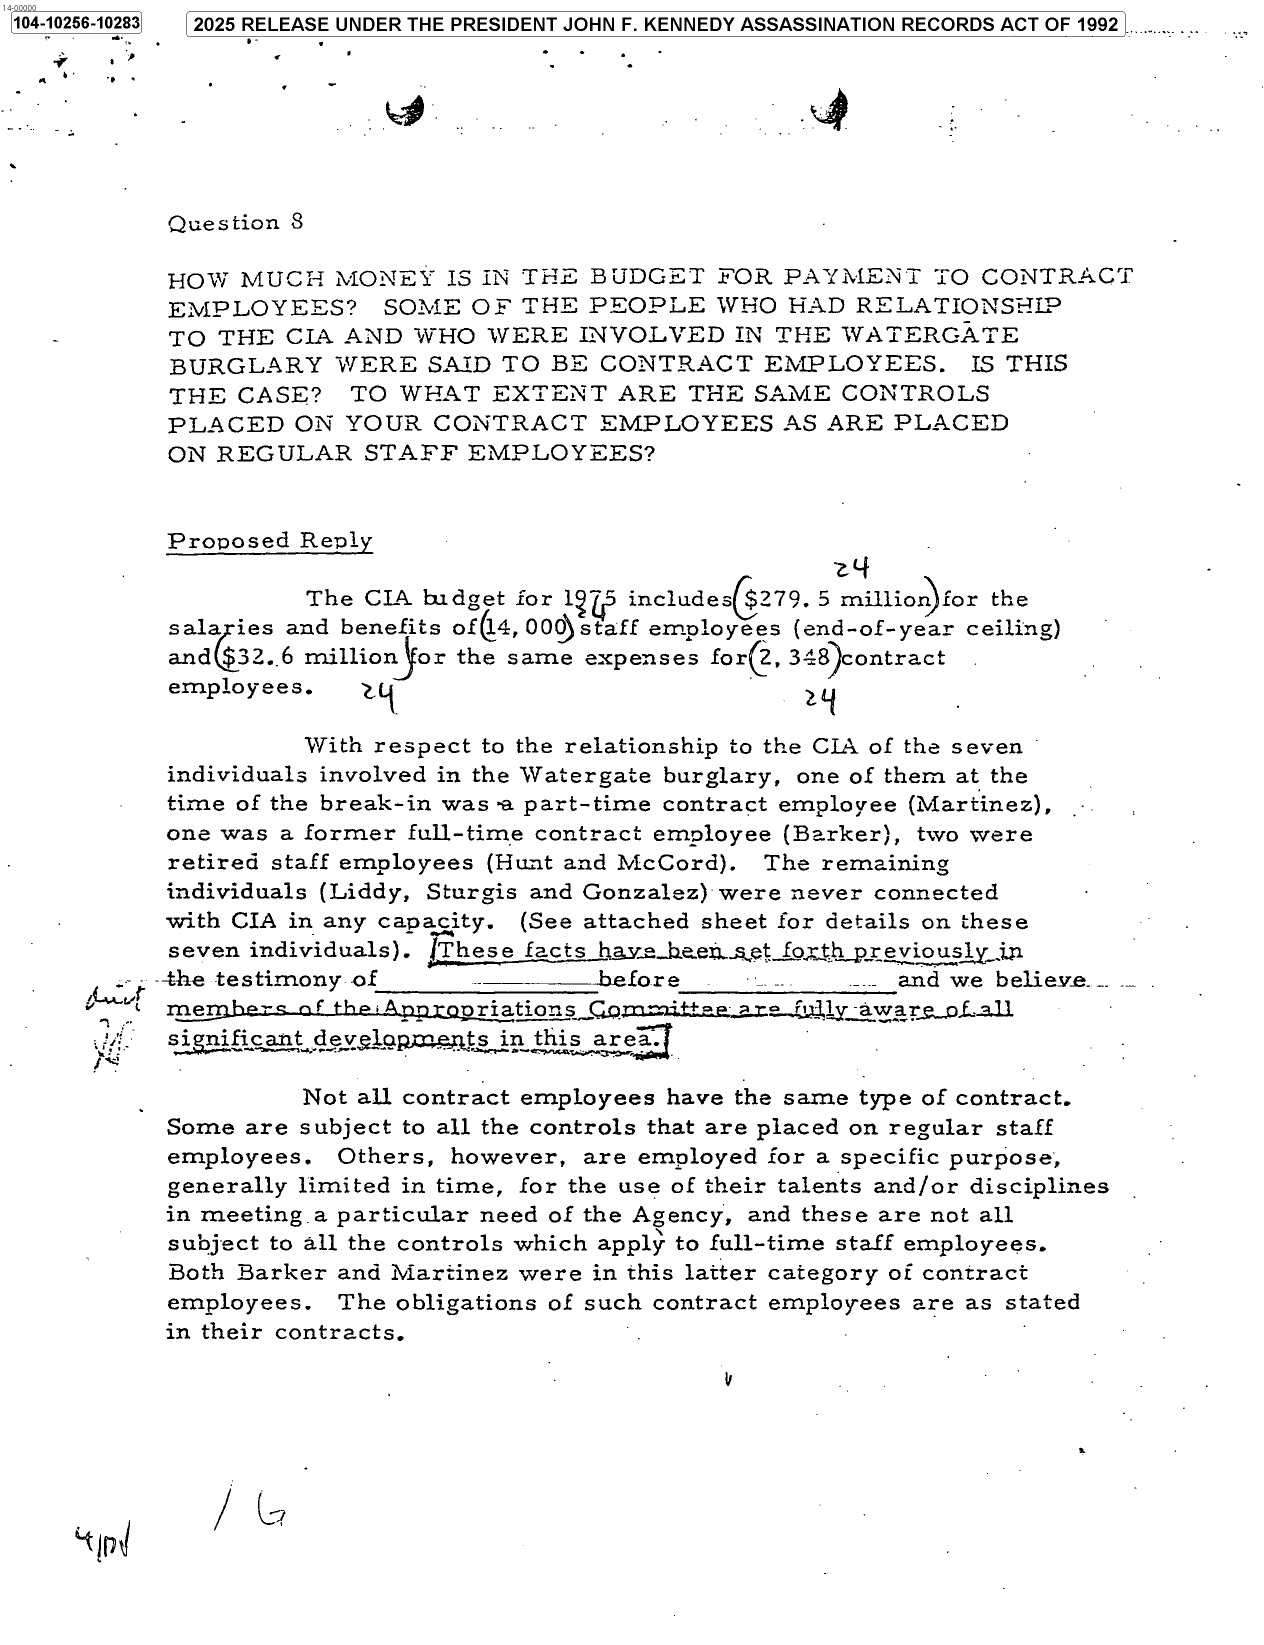 14-00000
104-10256-10283
2025 RELEASE UNDER THE PRESIDENT JOHN F. KENNEDY ASSASSINATION RECORDS ACT OF 1992
Question 8
HOW MUCH MONEY IS IN THE BUDGET FOR PAYMENT TO CONTRACT
EMPLOYEES? SOME OF THE PEOPLE WHO HAD RELATIONSHIP
TO THE CIA AND WHO WERE INVOLVED IN THE WATERGATE
BURGLARY WERE SAID TO BE CONTRACT EMPLOYEES. IS THIS
THE CASE? TO WHAT EXTENT ARE THE SAME CONTROLS
PLACED ON YOUR CONTRACT EMPLOYEES AS ARE PLACED
ON REGULAR STAFF EMPLOYEES?
Proposed Reply
24
The CIA budget for 1975 includes ($279.5 million) for the
salaries and benefits of (14,000) staff employees (end-of-year ceiling)
24
and ($32.6 million) for the same expenses for (2,348) contract
employees. 24 24
With respect to the relationship to the CIA of the seven
individuals involved in the Watergate burglary, one of them at the
time of the break-in was a part-time contract employee (Martinez),
one was a former full-time contract employee (Barker), two were
retired staff employees (Hunt and McCord). The remaining
individuals (Liddy, Sturgis and Gonzalez) were never connected
with CIA in any capacity. (See attached sheet for details on these
seven individuals). [These facts have been set forth previously in
the testimony of ____ before ____ and we believe
members of the Appropriations Committee are fully aware of all
significant developments in this area.]
Not all contract employees have the same type of contract.
Some are subject to all the controls that are placed on regular staff
employees. Others, however, are employed for a specific purpose,
generally limited in time, for the use of their talents and/or disciplines
in meeting a particular need of the Agency, and these are not all
subject to all the controls which apply to full-time staff employees.
Both Barker and Martinez were in this latter category of contract
employees. The obligations of such contract employees are as stated
in their contracts.
16